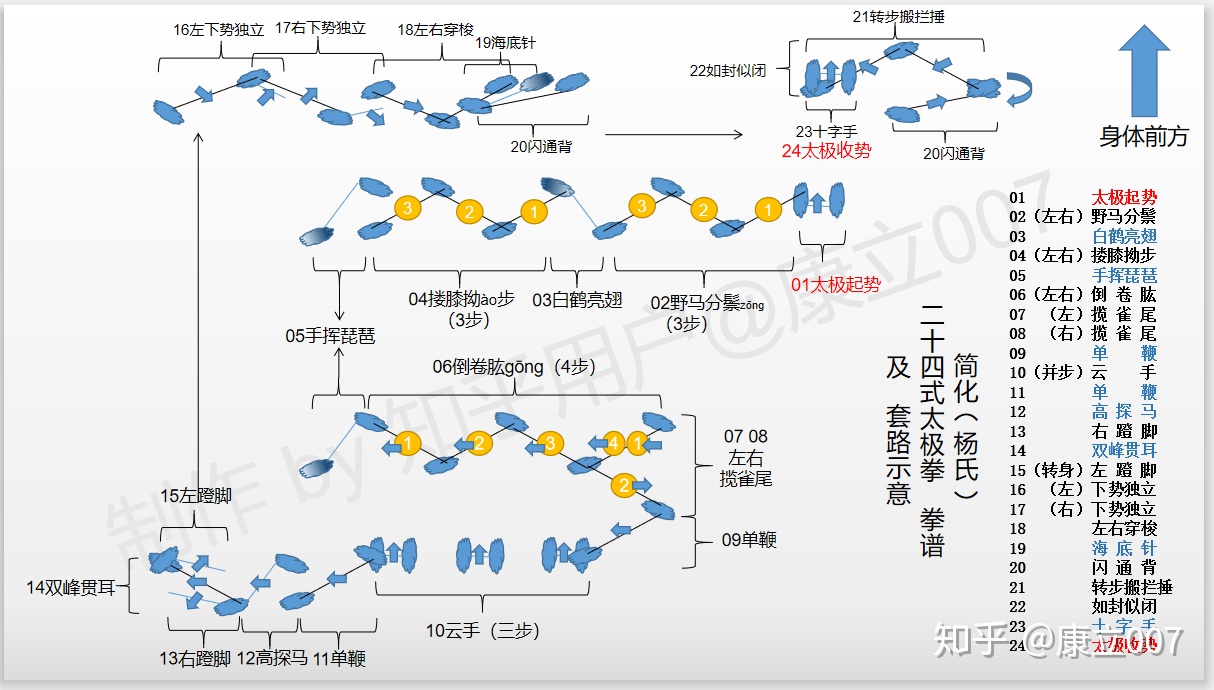 16左下势独立
17右下势独立
18左右穿梭
19海底针
20闪通背
21转步搬拦捶
22如封似闭
23十字手
24太极收势
20闪通背
身体前方
3
2
1
3
2
1
05手挥琵琶
04搂膝拗ào步
(3步)
03白鹤亮翅
02野马分鬃zōng
(3步)
01太极起势
06倒卷肱gōng(4步)
1
2
3
4
1
2
07 08
左右
揽雀尾
09单鞭
15左蹬脚
14双峰贯耳
13右蹬脚
12高探马
11单鞭
10云手(三步)
简化(杨氏)
二十四式太极拳 拳谱
及 套路示意
01 太极起势
02(左右)野马分鬃
03 白鹤亮翅
04(左右)搂膝拗步
05 手挥琵琶
06(左右)倒 卷 肱
07 (左)揽 雀 尾
08 (右)揽 雀 尾
09 单 鞭
10(并步)云 手
11 单 鞭
12 高 探 马
13 右 蹬 脚
14 双峰贯耳
15(转身)左 蹬 脚
16 (左)下势独立
17 (右)下势独立
18 左右穿梭
19 海 底 针
20 闪 通 背
21 转步搬拦捶
22 如封似闭
23 十 字 手
24 太极收势
制作 by 知乎用户@康立007
知乎 @康立007